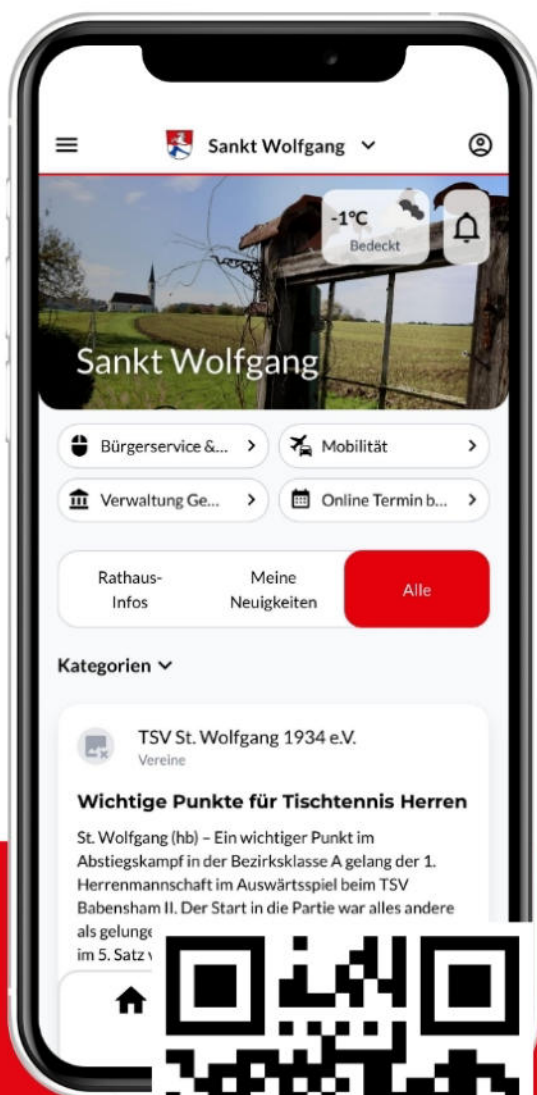 Sankt Wolfgang
-1°C
Bedeckt
Sankt Wolfgang
Bürgerservice &...
Mobilität
Verwaltung Ge...
Online Termin b...
Rathaus-
Infos
Meine
Neuigkeiten
Alle
Kategorien
TSV St. Wolfgang 1934 e.V.
Vereine
Wichtige Punkte für Tischtennis Herren
St. Wolfgang (hb) – Ein wichtiger Punkt im
Abstiegskampf in der Bezirksklasse A gelang der 1.
Herrenmannschaft im Auswärtsspiel beim TSV
Babensham II. Der Start in die Partie war alles andere
als
im 5. Satz